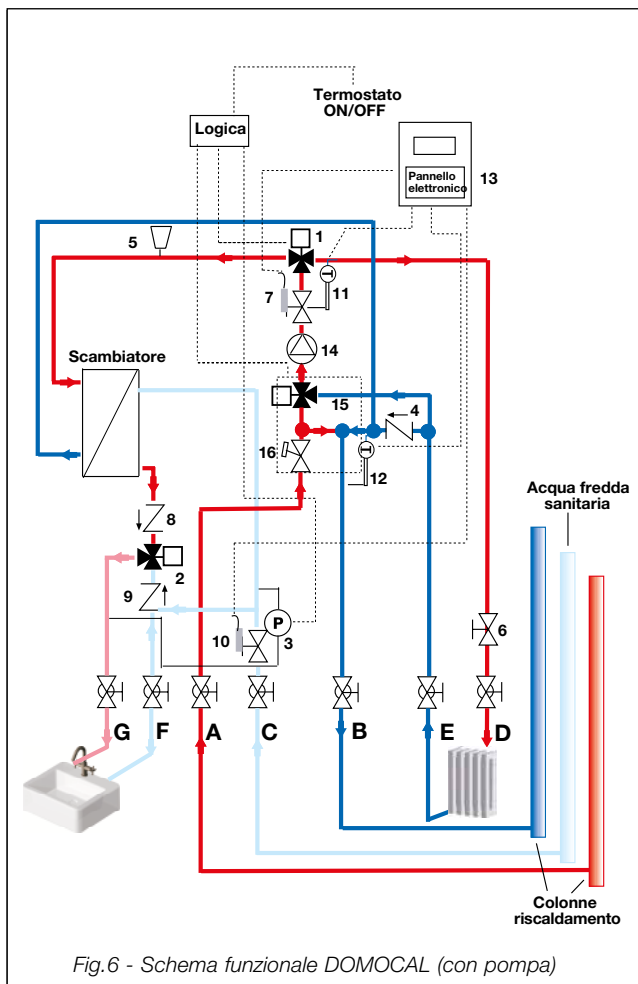 Termostato
ON/OFF
Logica
Pannello
elettronico
13
5
1
7
11
14
Scambiatore
15
4
16
12
Acqua fredda
sanitaria
8
2
9
6
10
P
3
G
F
A
C
B
E
D
T
T
Colonne
riscaldamento
Fig.6 - Schema funzionale DOMOCAL (con pompa)